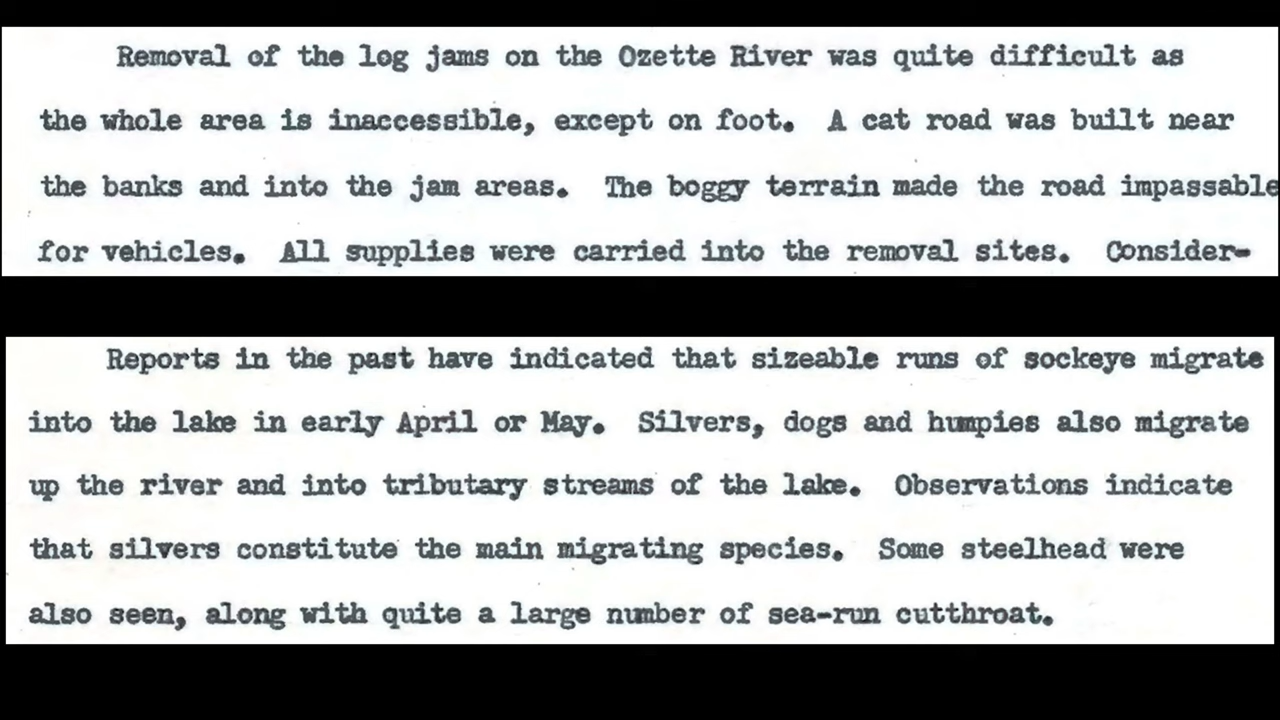 Removal of the log jams on the Ozette River was quite difficult as
the whole area is inaccessible, except on foot. A cat road was built near
the banks and into the jam areas. The boggy terrain made the road impassable
for vehicles. All supplies were carried into the removal sites. Consider-
Reports in the past have indicated that sizeable runs of sockeye migrate
into the lake in early April or May. Silvers, dogs and humpies also migrate
up the river and into tributary streams of the lake. Observations indicate
that silvers constitute the main migrating species. Some steelhead were
also seen, along with quite a large number of sea-run cutthroat.